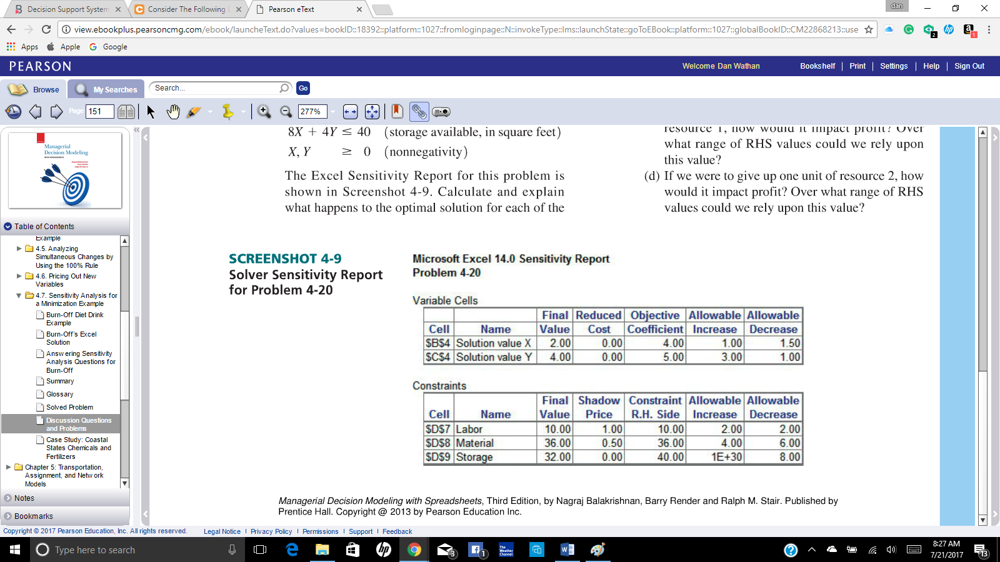 dan
Decision Support System
Consider The Following
Pearson eText
view.ebookplus.pearsoncmg.com/ebook/launcheText.do?values=bookID::18392::platform::1027::fromloginpage::N::invokeType::lms::launchState::goToEBook::platform::1027::globalBookID::CM22868213::use
Apps Apple Google
PEARSON
Welcome Dan Wathan
Bookshelf | Print | Settings | Help | Sign Out
Browse
My Searches
Search...
Go
Page 151
277%
Managerial
Decision Modeling
Table of Contents
Example
4.5. Analyzing
Simultaneous Changes by
Using the 100% Rule
4.6. Pricing Out New
Variables
4.7. Sensitivity Analysis for
a Minimization Example
Burn-Off Diet Drink
Example
Burn-Off's Excel
Solution
Answering Sensitivity
Analysis Questions for
Burn-Off
Summary
Glossary
Solved Problem
Discussion Questions
and Problems
Case Study: Coastal
States Chemicals and
Fertilizers
Chapter 5: Transportation,
Assignment, and Network
Models
Notes
Bookmarks
8X + 4Y ≤ 40 (storage available, in square feet)
X, Y ≥ 0 (nonnegativity)
The Excel Sensitivity Report for this problem is
shown in Screenshot 4-9. Calculate and explain
what happens to the optimal solution for each of the
resource 1, how would it impact profit? Over
what range of RHS values could we rely upon
this value?
(d) If we were to give up one unit of resource 2, how
would it impact profit? Over what range of RHS
values could we rely upon this value?
SCREENSHOT 4-9
Solver Sensitivity Report
for Problem 4-20
Microsoft Excel 14.0 Sensitivity Report
Problem 4-20
Variable Cells
Final Reduced Objective Allowable Allowable
Cell Name Value Cost Coefficient Increase Decrease
$B$4 Solution value X 2.00 0.00 4.00 1.00 1.50
$C$4 Solution value Y 4.00 0.00 5.00 3.00 1.00
Constraints
Final Shadow Constraint Allowable Allowable
Cell Name Value Price R.H. Side Increase Decrease
$D$7 Labor 10.00 1.00 10.00 2.00 2.00
$D$8 Material 36.00 0.50 36.00 4.00 6.00
$D$9 Storage 32.00 0.00 40.00 1E+30 8.00
Managerial Decision Modeling with Spreadsheets, Third Edition, by Nagraj Balakrishnan, Barry Render and Ralph M. Stair. Published by
Prentice Hall. Copyright @ 2013 by Pearson Education Inc.
Copyright © 2017 Pearson Education, Inc. All rights reserved.
Legal Notice | Privacy Policy | Permissions | Support | Feedback
Type here to search
8:27 AM
7/21/2017